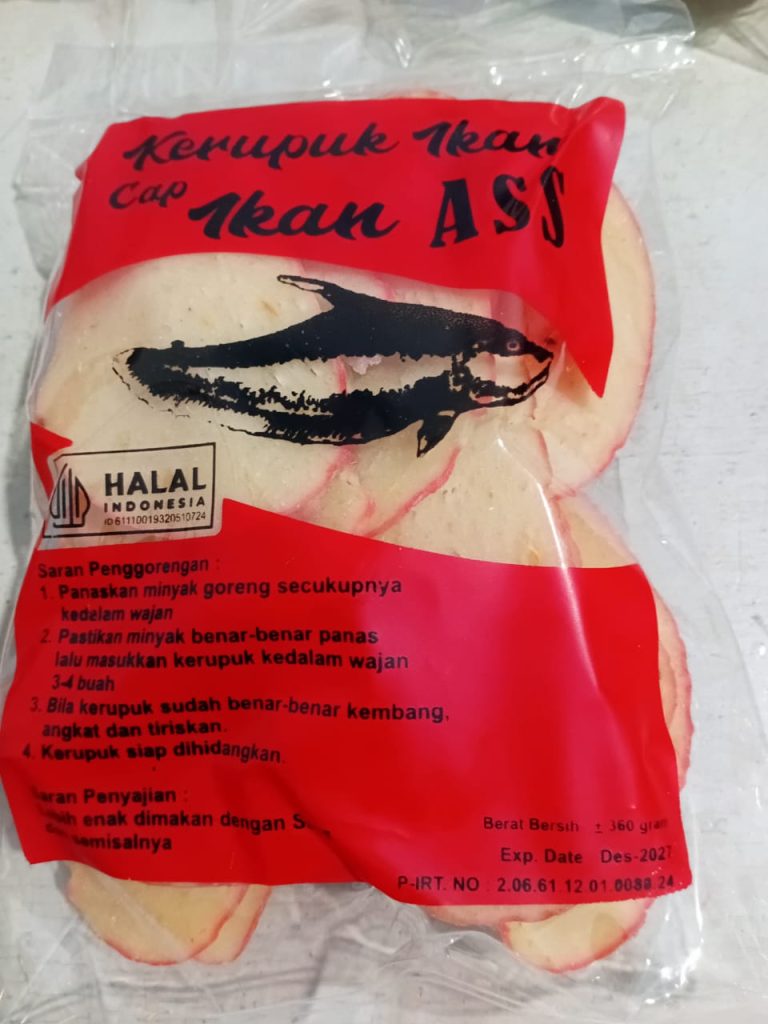 Kerupuk Ikan
Cap Ikan ASS
HALAL
INDONESIA
ID61110019320510724
Saran Penggorengan :
1. Panaskan minyak goreng secukupnya
kedalam wajan
2. Pastikan minyak benar-benar panas
lalu masukkan kerupuk kedalam wajan
3-4 buah
3. Bila kerupuk sudah benar-benar kembang,
angkat dan tiriskan.
4. Kerupuk siap dihidangkan.
Saran Penyajian :
enak dimakan dengan
semisalnya
Berat Bersih ± 360 gram
Exp. Date Des-2027
P-IRT. NO : 2.06.61.12.01.0088.24